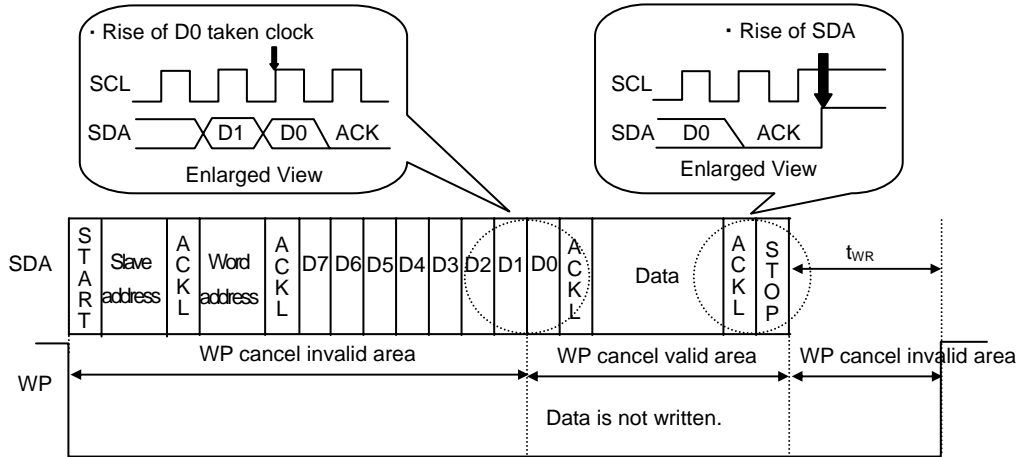 ・Rise of D0 taken clock
SCL
SDA
D1
D0
ACK
Enlarged View
・Rise of SDA
SCL
SDA
D0
ACK
Enlarged View
SDA
START
Slave address
ACKL
Word address
ACKL
D7
D6
D5
D4
D3
D2
D1
D0
ACKL
Data
ACKL
STOP
tWR
WP
WP cancel invalid area
WP cancel valid area
WP cancel invalid area
Data is not written.